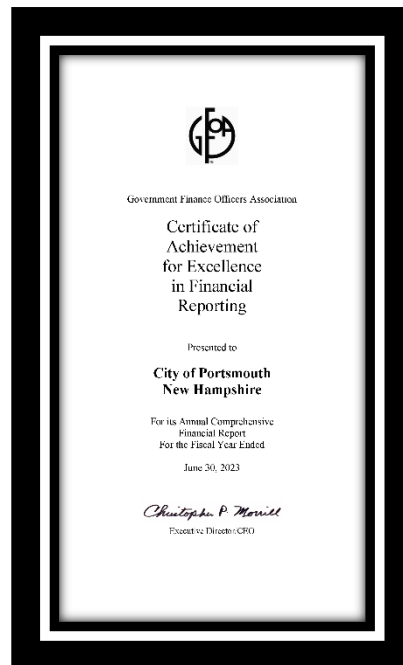 GFOA
Government Finance Officers Association
Certificate of
Achievement
for Excellence
in Financial
Reporting
Presented to
City of Portsmouth
New Hampshire
For its Annual Comprehensive
Financial Report
For the Fiscal Year Ended
June 30, 2023
Christopher P. Morrill
Executive Director/CEO